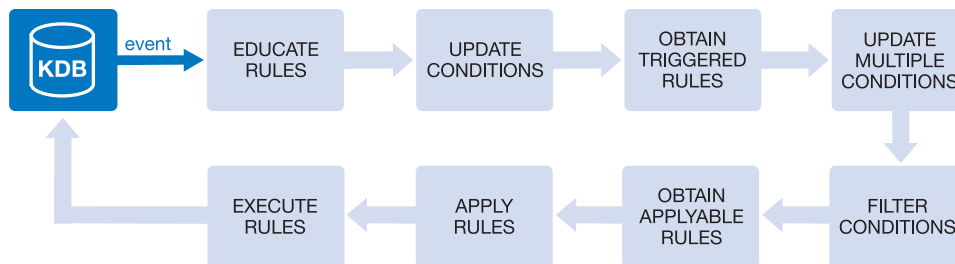 KDB
event
EDUCATE
RULES
UPDATE
CONDITIONS
OBTAIN
TRIGGERED
RULES
UPDATE
MULTIPLE
CONDITIONS
FILTER
CONDITIONS
OBTAIN
APPLYABLE
RULES
APPLY
RULES
EXECUTE
RULES